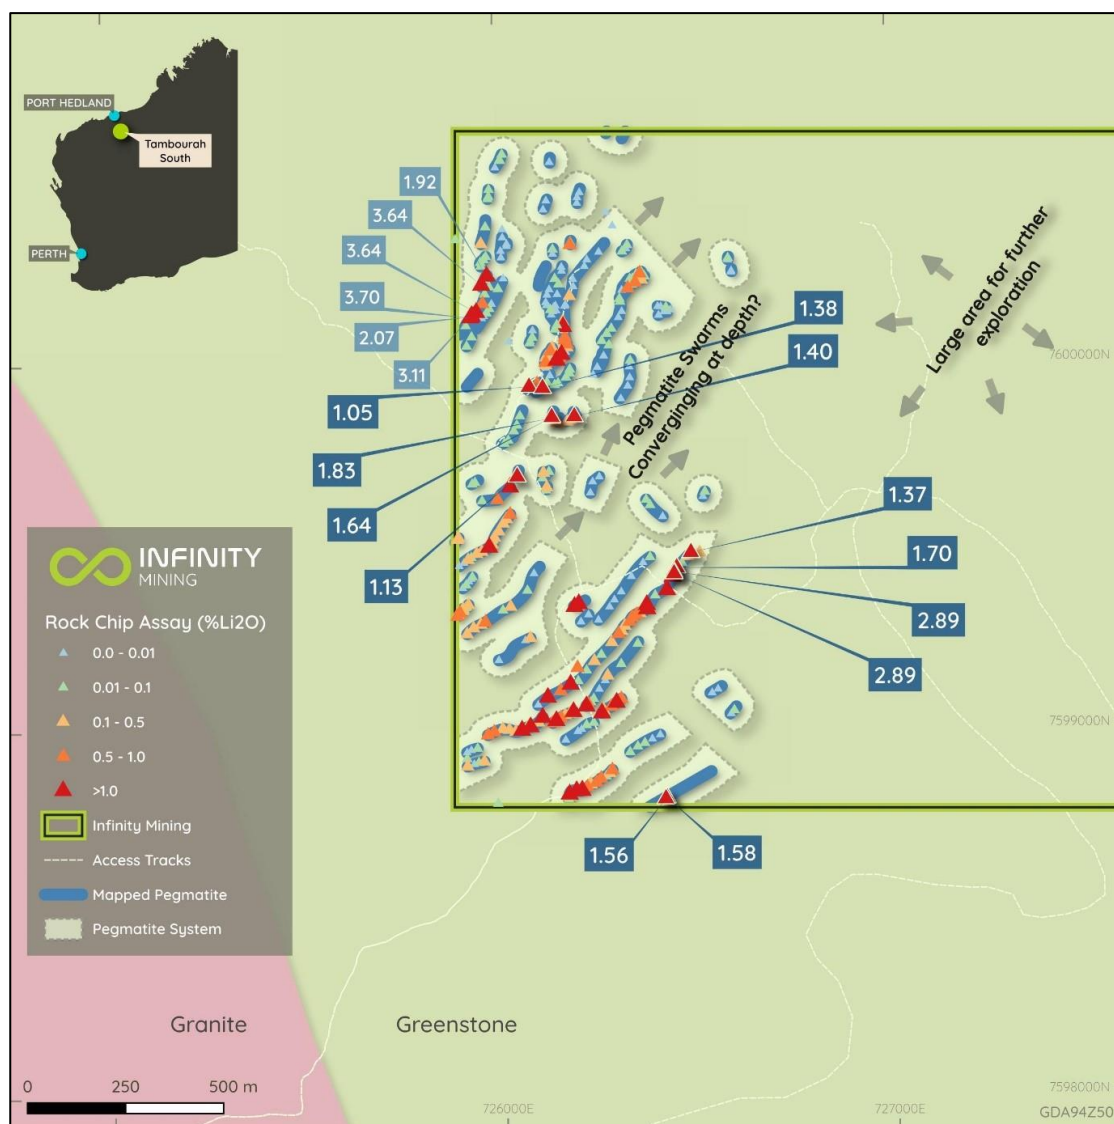 PORT HEDLAND
Tambourah
South
PERTH
1.92
3.64
3.64
3.70
2.07
3.11
1.05
1.83
1.64
1.13
1.38
1.40
1.37
1.70
2.89
2.89
1.56
1.58
Pegmatite Swarms
Converginging at depth?
Large area for further
exploration
7600000N
7599000N
7598000N
INFINITY
MINING
Rock Chip Assay (%Li2O)
0.0 - 0.01
0.01 - 0.1
0.1 - 0.5
0.5 - 1.0
>1.0
Infinity Mining
Access Tracks
Mapped Pegmatite
Pegmatite System
Granite
Greenstone
0 250 500 m
726000E
727000E
GDA94Z50